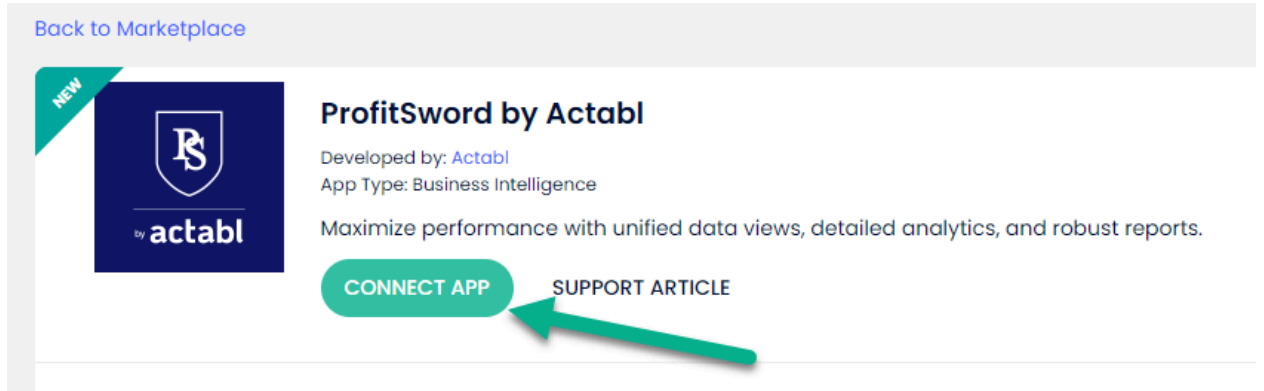 Back to Marketplace
NEW
PS
by actabl
ProfitSword by Actabl
Developed by: Actabl
App Type: Business Intelligence
Maximize performance with unified data views, detailed analytics, and robust reports.
CONNECT APP
SUPPORT ARTICLE